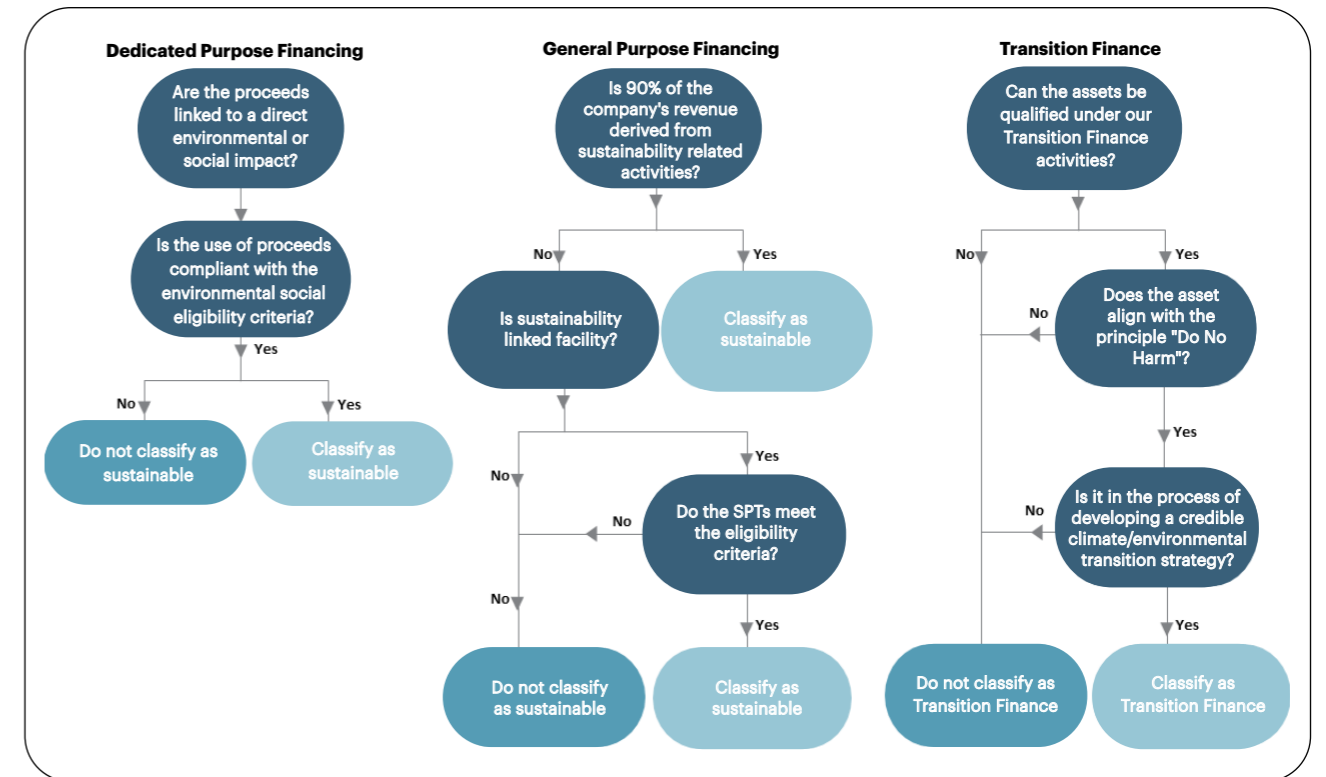 Dedicated Purpose Financing
Are the proceeds
linked to a direct
environmental or
social impact?
Is the use of proceeds
compliant with the
environmental social
eligibility criteria?
Yes
No
Yes
Do not classify as
sustainable
Classify as
sustainable
General Purpose Financing
Is 90% of the
company's revenue
derived from
sustainability related
activities?
No
Yes
Is sustainability
linked facility?
Classify as
sustainable
Yes
No
Do the SPTs meet
the eligibility
criteria?
No
No
Yes
Do not classify
as sustainable
Classify as
sustainable
Transition Finance
Can the assets be
qualified under our
Transition Finance
activities?
No
Yes
Does the asset
align with the
principle "Do No
Harm"?
No
Yes
Is it in the process of
developing a credible
climate/environmental
transition strategy?
No
Yes
Do not classify as
Transition Finance
Classify as
Transition Finance